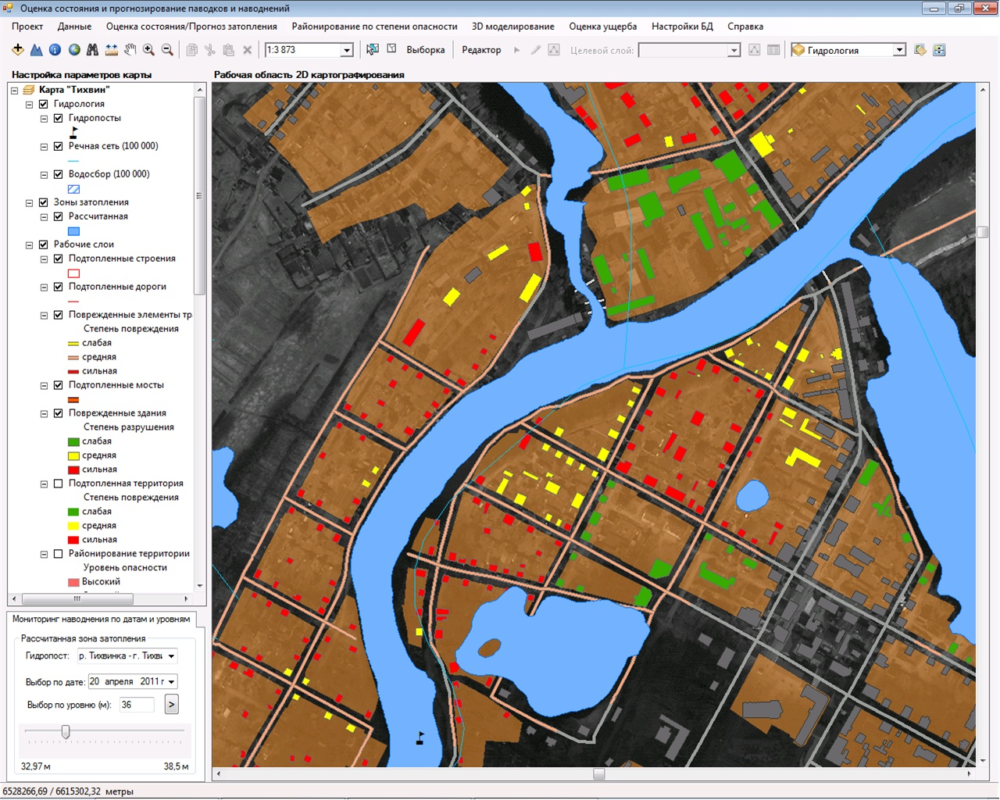 Оценка состояния и прогнозирование паводков и наводнений
Проект Данные Оценка состояния/Прогноз затопления Районирование по степени опасности 3D моделирование Оценка ущерба Настройки БД Справка
1:3 873 Выборка Редактор Целевой слой: Гидрология
Настройка параметров карты
Рабочая область 2D картографирования
Карта "Тихвин"
Гидрология
Гидропосты
Речная сеть (100 000)
Водосбор (100 000)
Зоны затопления
Рассчитанная
Рабочие слои
Подтопленные строения
Подтопленные дороги
Поврежденные элементы тр
Степень повреждения
слабая
средняя
сильная
Подтопленные мосты
Поврежденные здания
Степень разрушения
слабая
средняя
сильная
Подтопленная территория
Степень повреждения
слабая
средняя
сильная
Районирование территории
Уровень опасности
Высокий
Мониторинг наводнения по датам и уровням
Рассчитанная зона затопления
Гидропост: р. Тихвинка - г. Тихви
Выбор по дате: 20 апреля 2011 г
Выбор по уровню (м): 36 >
32,97 м 38,5 м
6528266,69 / 6615302,32 метры